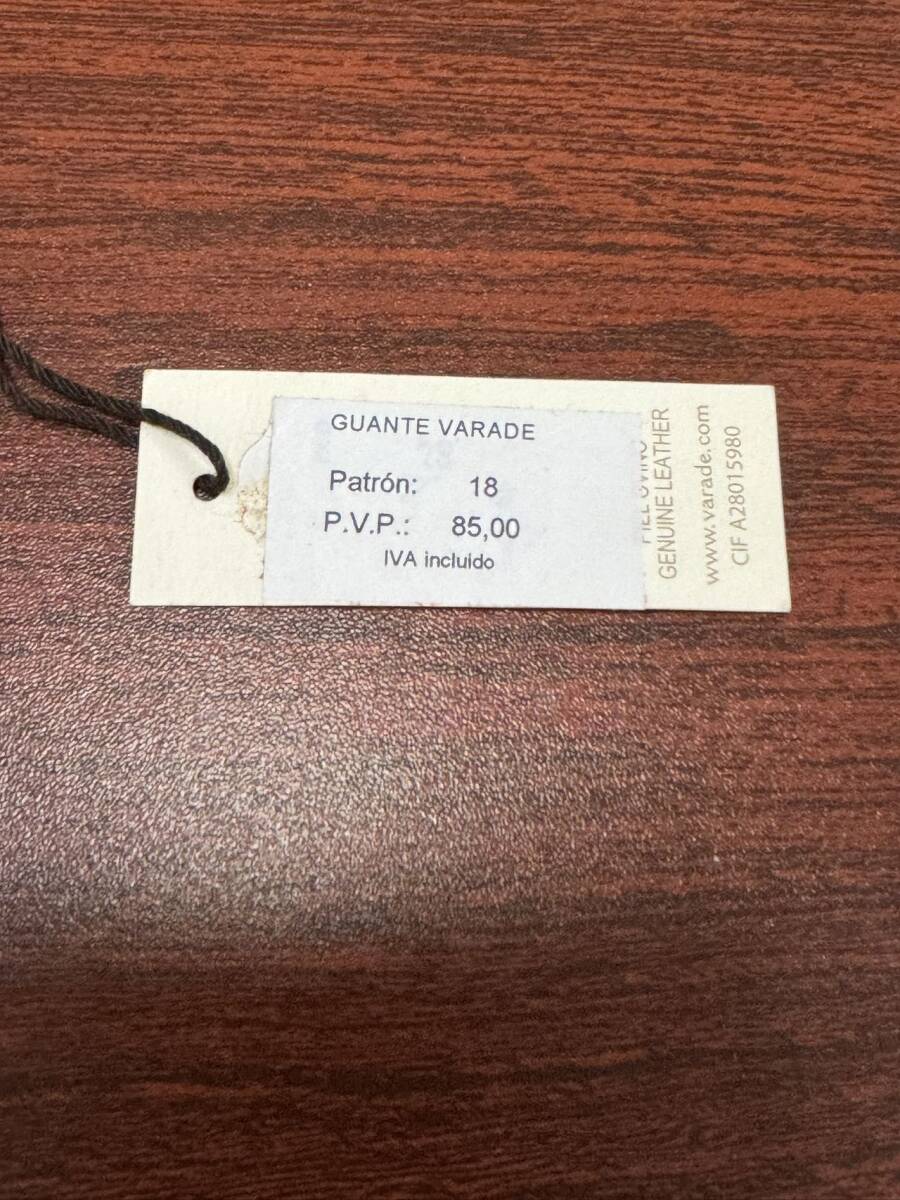 GUANTE VARADE
Patrón: 18
P.V.P.: 85,00
IVA incluido
GENUINE LEATHER
www.varade.com
CIF A28015980